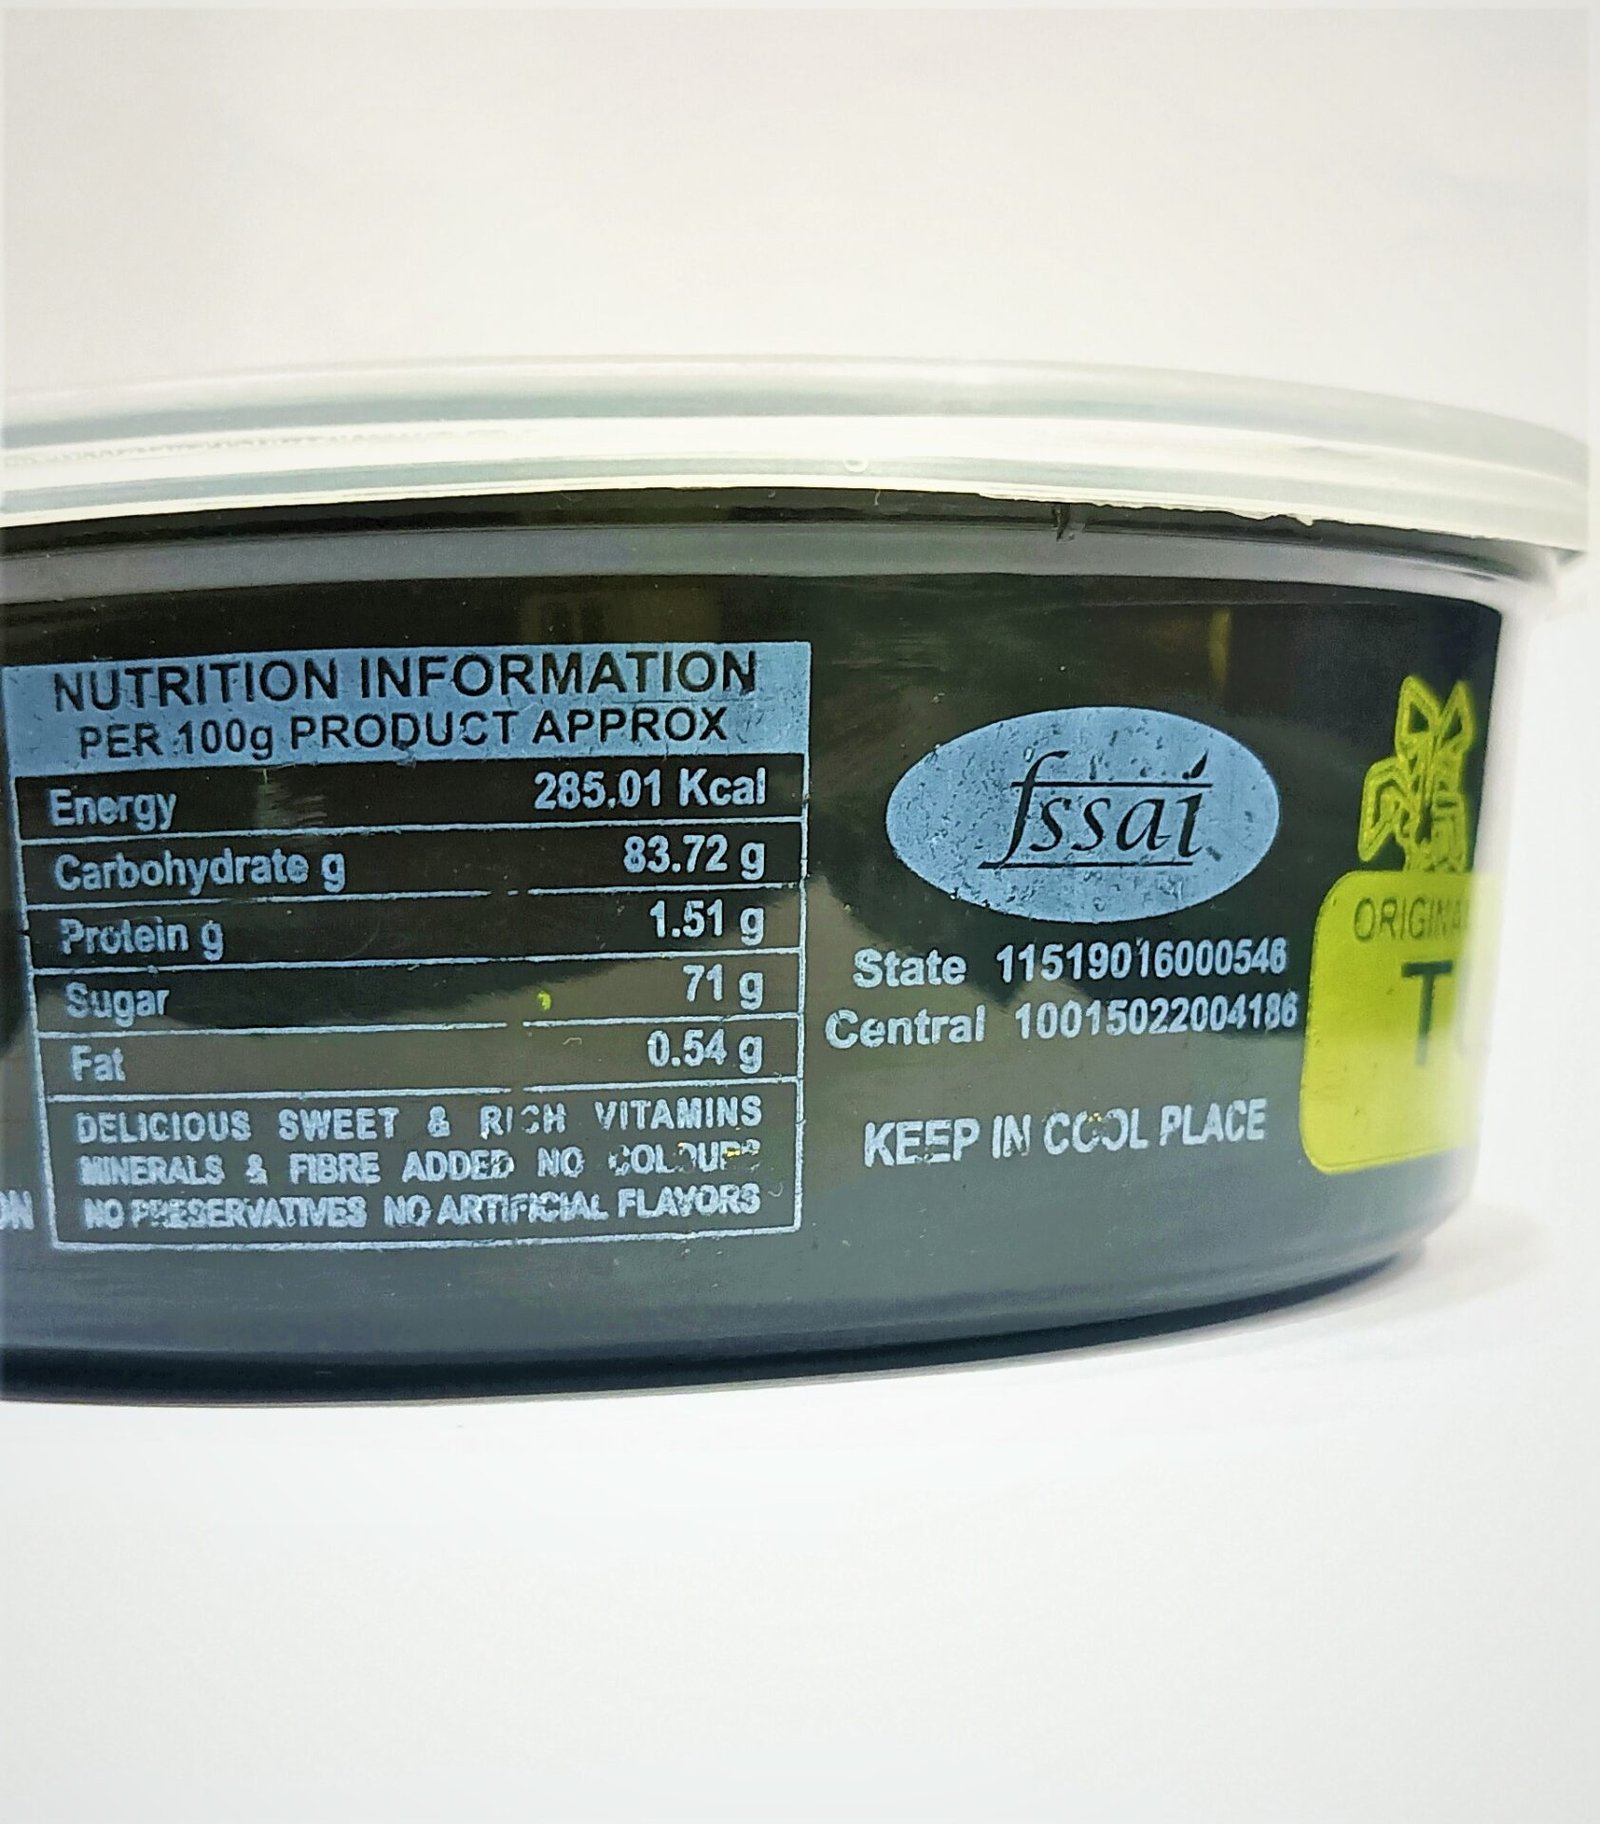 NUTRITION INFORMATION
PER 100g PRODUCT APPROX
Energy 285.01 Kcal
Carbohydrate g 83.72 g
Protein g 1.51 g
Sugar 71 g
Fat 0.54 g
DELICIOUS SWEET & RICH VITAMINS
MINERALS & FIBRE ADDED NO COLOURS
NO PRESERVATIVES NO ARTIFICIAL FLAVORS
fssai
State 11519016000546
Central 10015022004186
KEEP IN COOL PLACE